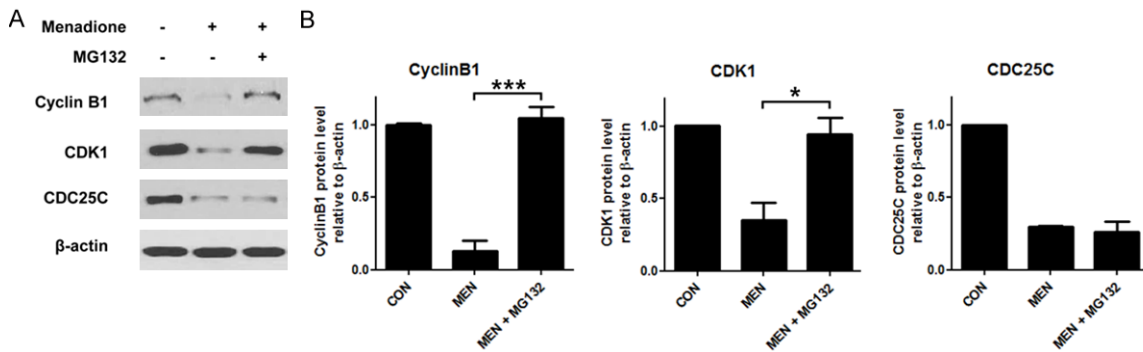 A
Menadione - + +
MG132 - - +
Cyclin B1
CDK1
CDC25C
β-actin
B
CyclinB1
CyclinB1 protein level
relative to β-actin
1.0
0.5
0.0
***
CON
MEN
MEN + MG132
CDK1
CDK1 protein level
relative to β-actin
1.0
0.5
0.0
*
CON
MEN
MEN + MG132
CDC25C
CDC25C protein level
relative to β-actin
1.0
0.5
0.0
CON
MEN
MEN + MG132